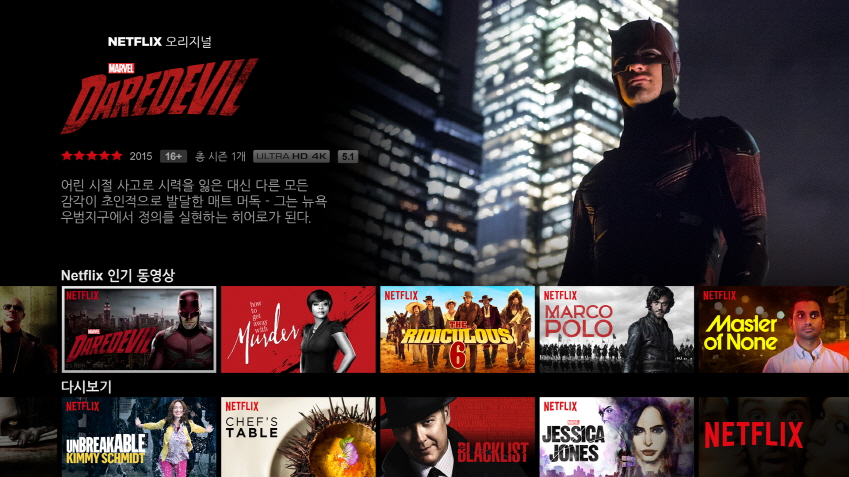 NETFLIX 오리지널
MARVEL
DAREDEVIL
2015 16+ 총 시즌 1개 ULTRA HD 4K 5.1
어린 시절 사고로 시력을 잃은 대신 다른 모든
감각이 초인적으로 발달한 매트 머독 - 그는 뉴욕
우범지구에서 정의를 실현하는 히어로가 된다.
Netflix 인기 동영상
NETFLIX
MARVEL
DAREDEVIL
how
to
get
away
with
Murder
NETFLIX
THE
RIDICULOUS
6
NETFLIX
MARCO
POLO
NETFLIX
Master
of None
다시보기
NETFLIX
UNBREAKABLE
KIMMY SCHMIDT
NETFLIX
CHEF'S
TABLE
THE
BLACKLIST
NETFLIX
MARVEL
JESSICA
JONES
NETFLIX